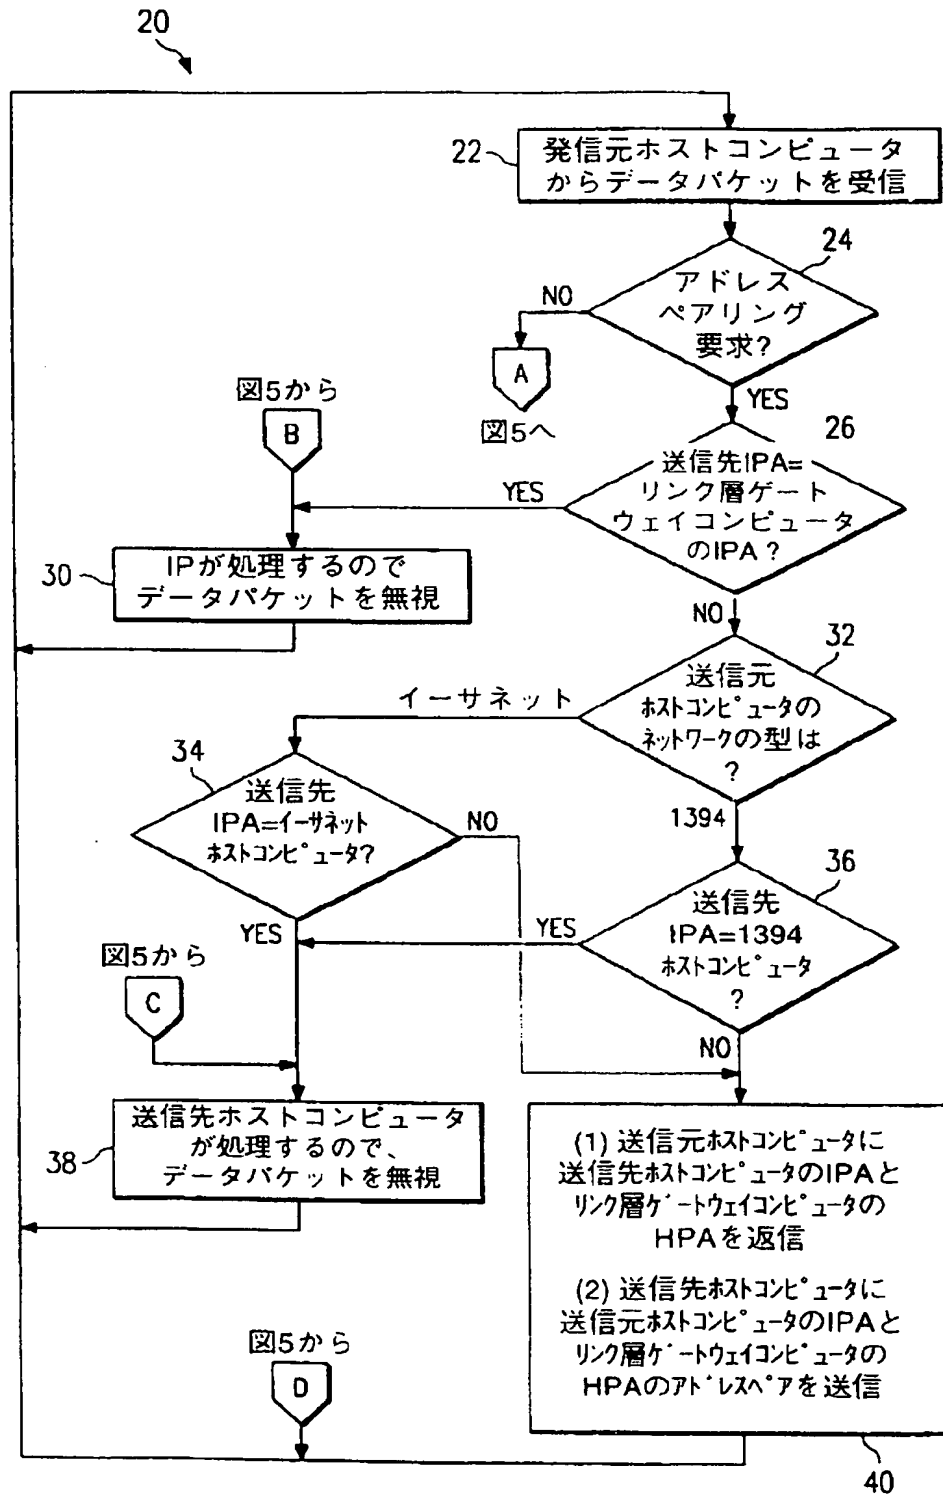 20
22
発信元ホストコンピュータ
からデータパケットを受信
24
アドレス
ペアリング
要求?
NO
A
図5へ
YES
図5から
B
26
送信先IPA=
リンク層ゲート
ウェイコンピュータ
のIPA?
YES
30
IPが処理するので
データパケットを無視
NO
32
送信元
ホストコンピュータの
ネットワークの型は
?
イーサネット
34
送信先
IPA=イーサネット
ホストコンピュータ?
NO
1394
36
送信先
IPA=1394
ホストコンピュータ
?
YES
YES
図5から
C
NO
38
送信先ホストコンピュータ
が処理するので、
データパケットを無視
(1) 送信元ホストコンピュータに
送信先ホストコンピュータのIPAと
リンク層ゲートウェイコンピュータの
HPAを返信
(2) 送信先ホストコンピュータに
送信元ホストコンピュータのIPAと
リンク層ゲートウェイコンピュータの
HPAのアドレスペアを送信
図5から
D
40